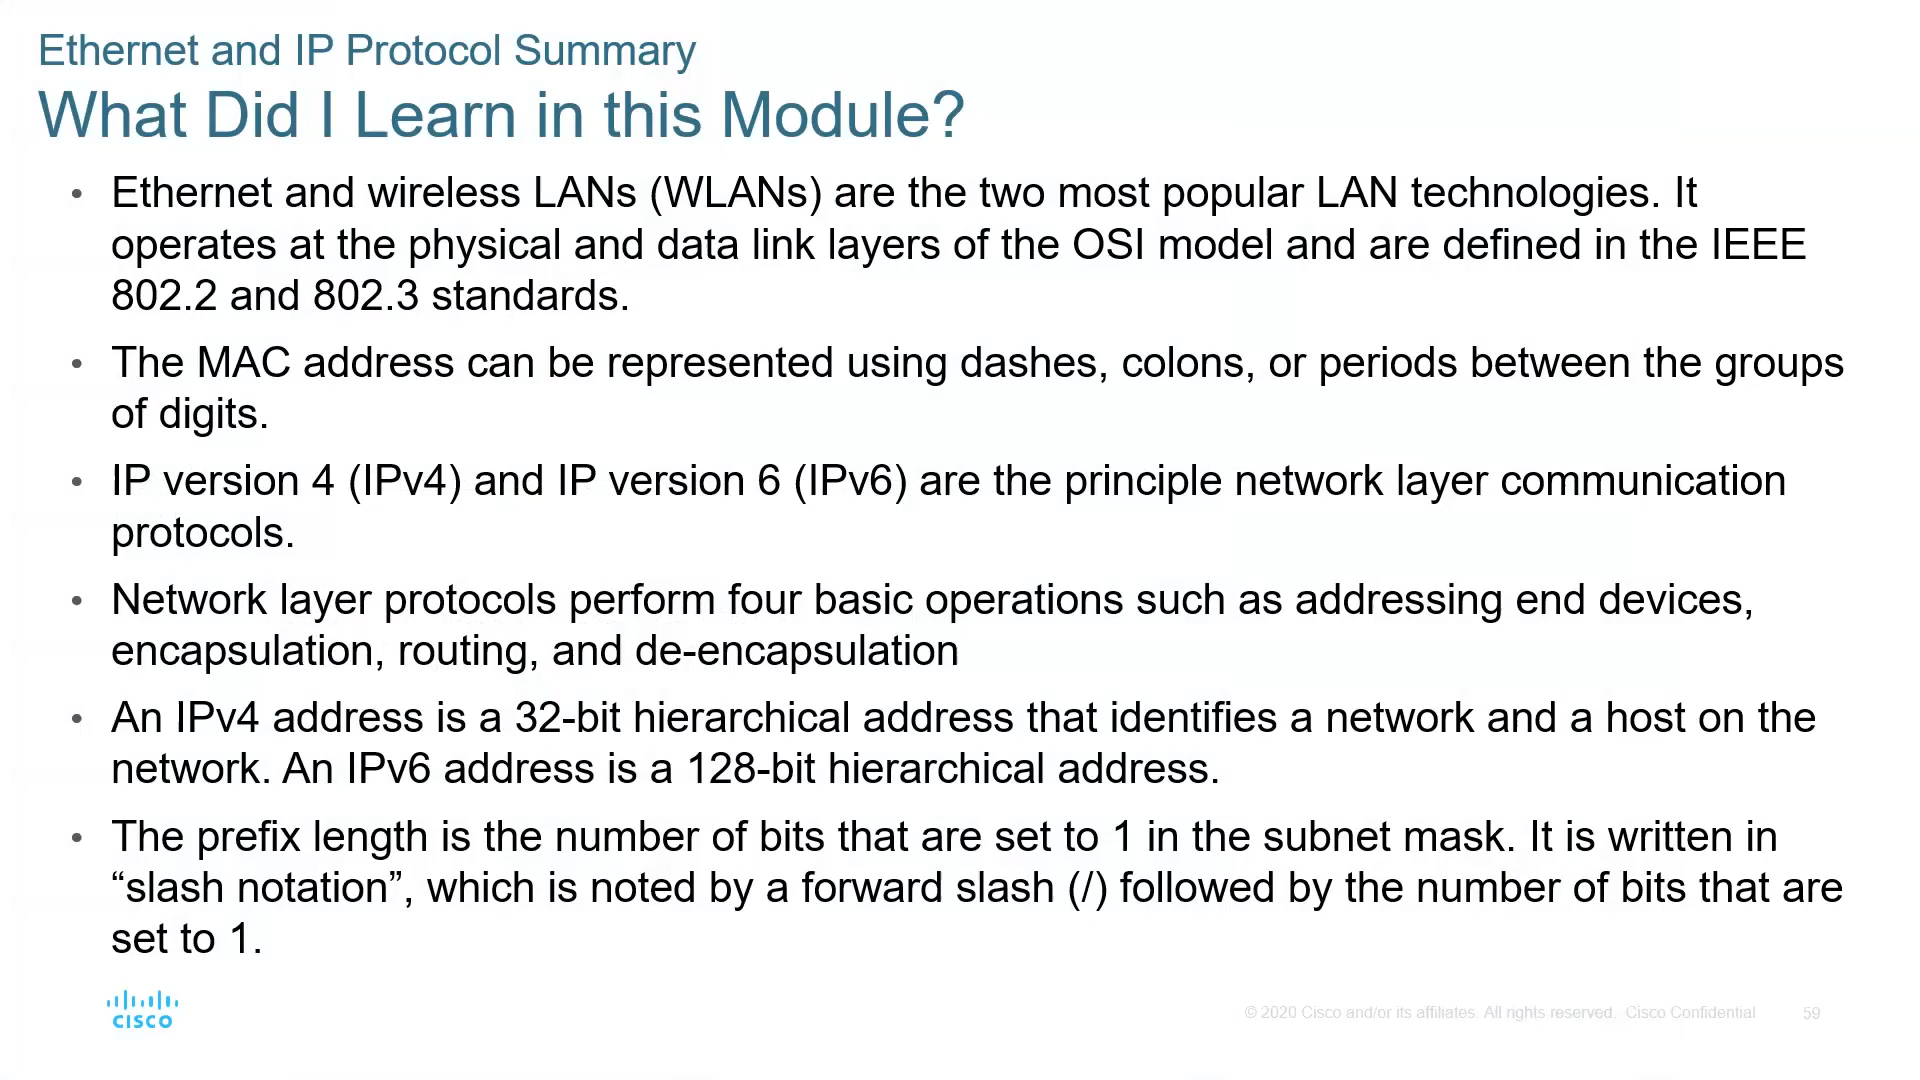 Ethernet and IP Protocol Summary
What Did I Learn in this Module?
• Ethernet and wireless LANs (WLANs) are the two most popular LAN technologies. It
operates at the physical and data link layers of the OSI model and are defined in the IEEE
802.2 and 802.3 standards.
• The MAC address can be represented using dashes, colons, or periods between the groups
of digits.
• IP version 4 (IPv4) and IP version 6 (IPv6) are the principle network layer communication
protocols.
• Network layer protocols perform four basic operations such as addressing end devices,
encapsulation, routing, and de-encapsulation
• An IPv4 address is a 32-bit hierarchical address that identifies a network and a host on the
network. An IPv6 address is a 128-bit hierarchical address.
• The prefix length is the number of bits that are set to 1 in the subnet mask. It is written in
“slash notation”, which is noted by a forward slash (/) followed by the number of bits that are
set to 1.
CISCO
© 2020 Cisco and/or its affiliates. All rights reserved. Cisco Confidential 59